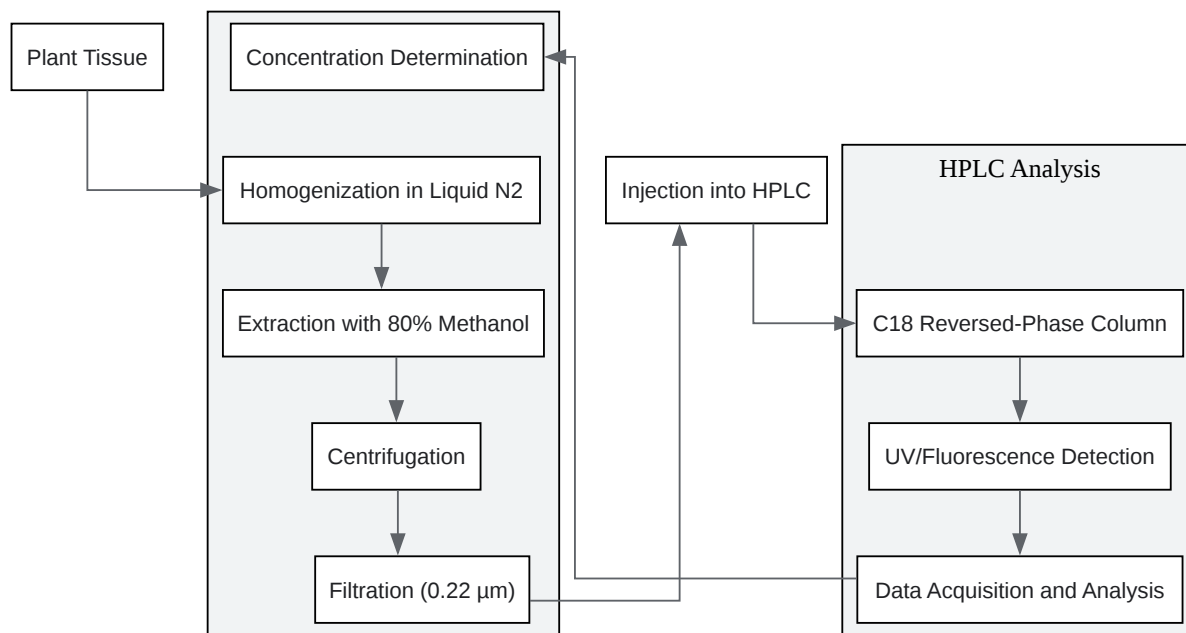 Plant Tissue
Concentration Determination
Homogenization in Liquid N2
Extraction with 80% Methanol
Centrifugation
Filtration (0.22 µm)
Injection into HPLC
HPLC Analysis
C18 Reversed-Phase Column
UV/Fluorescence Detection
Data Acquisition and Analysis